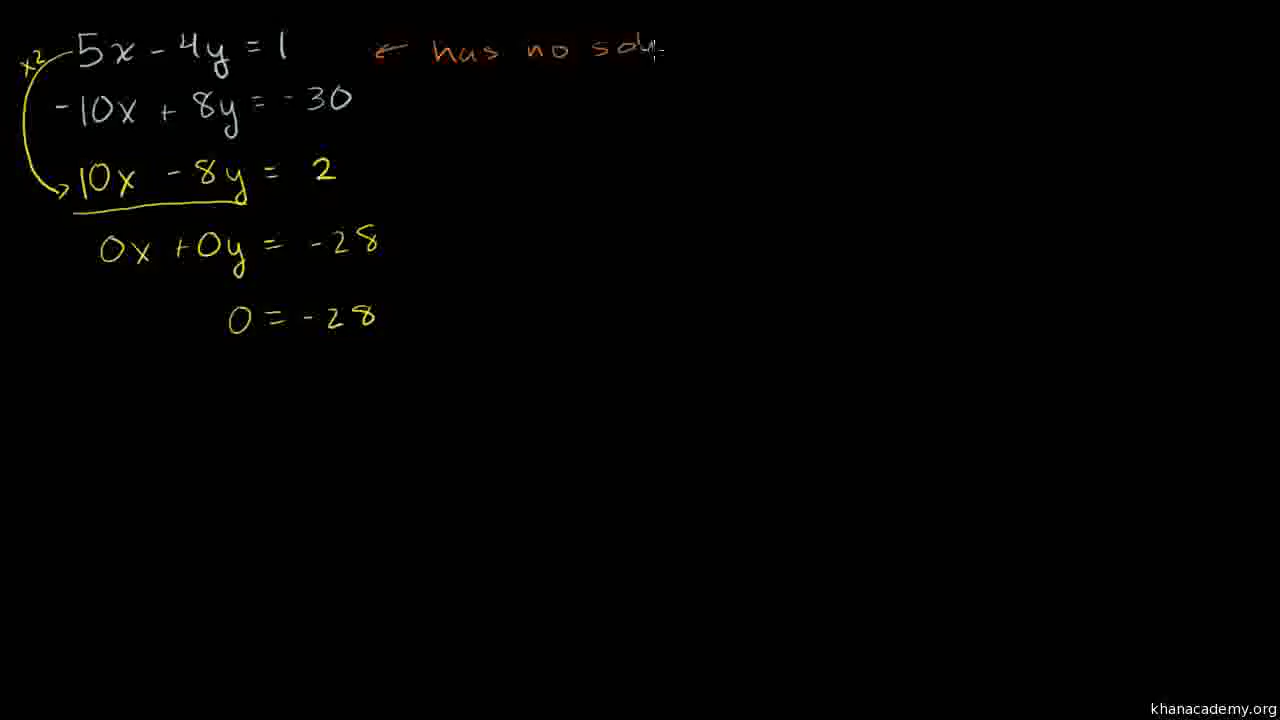 5x - 4y = 1 ← has no solu
x2
-10x + 8y = -30
10x - 8y = 2
0x + 0y = -28
0 = -28
khanacademy.org